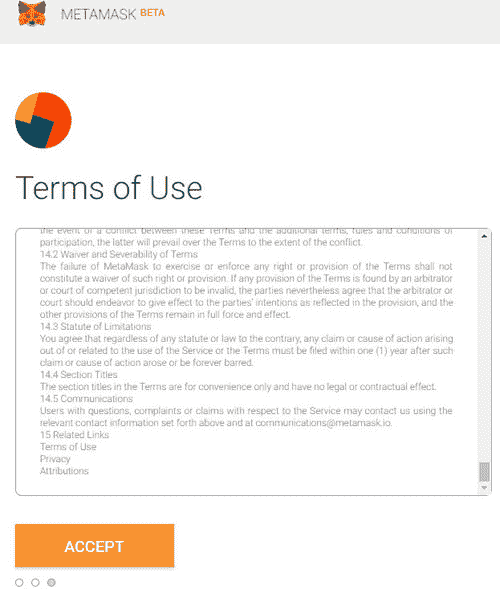 METAMASK BETA
Terms of Use
the event of a conflict between these Terms and the additional terms, rules and conditions of
participation, the latter will prevail over the Terms to the extent of the conflict.
14.2 Waiver and Severability of Terms
The failure of MetaMask to exercise or enforce any right or provision of the Terms shall not
constitute a waiver of such right or provision. If any provision of the Terms is found by an arbitrator
or court of competent jurisdiction to be invalid, the parties nevertheless agree that the arbitrator or
court should endeavor to give effect to the parties' intentions as reflected in the provision, and the
other provisions of the Terms remain in full force and effect.
14.3 Statute of Limitations
You agree that regardless of any statute or law to the contrary, any claim or cause of action arising
out of or related to the use of the Service or the Terms must be filed within one (1) year after such
claim or cause of action arose or be forever barred.
14.4 Section Titles
The section titles in the Terms are for convenience only and have no legal or contractual effect.
14.5 Communications
Users with questions, complaints or claims with respect to the Service may contact us using the
relevant contact information set forth above and at communications@metamask.io.
15 Related Links
Terms of Use
Privacy
Attributions
ACCEPT